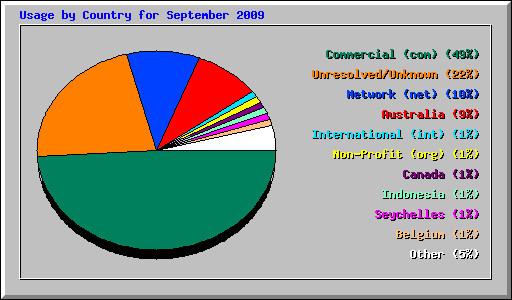 Usage by Country for September 2009
Commercial (com) (49%)
Unresolved/Unknown (22%)
Network (net) (10%)
Australia (9%)
International (int) (1%)
Non-Profit (org) (1%)
Canada (1%)
Indonesia (1%)
Seychelles (1%)
Belgium (1%)
Other (5%)